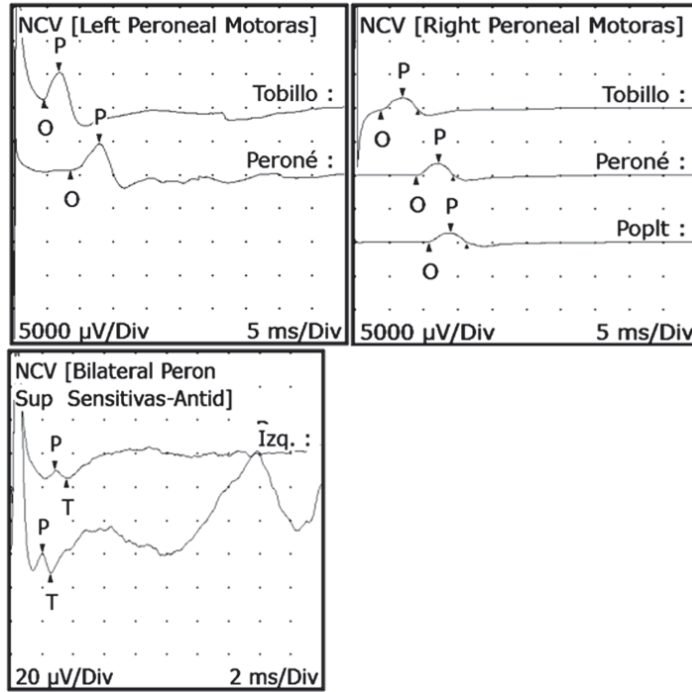 NCV [Left Peroneal Motoras]
P
Tobillo :
O
P
Peroné :
O
5000 µV/Div 5 ms/Div
NCV [Right Peroneal Motoras]
P
Tobillo :
O
P
Peroné :
O
P
Poplt :
O
5000 µV/Div 5 ms/Div
NCV [Bilateral Peron
Sup Sensitivas-Antid]
P
Izq. :
T
P
T
20 µV/Div 2 ms/Div